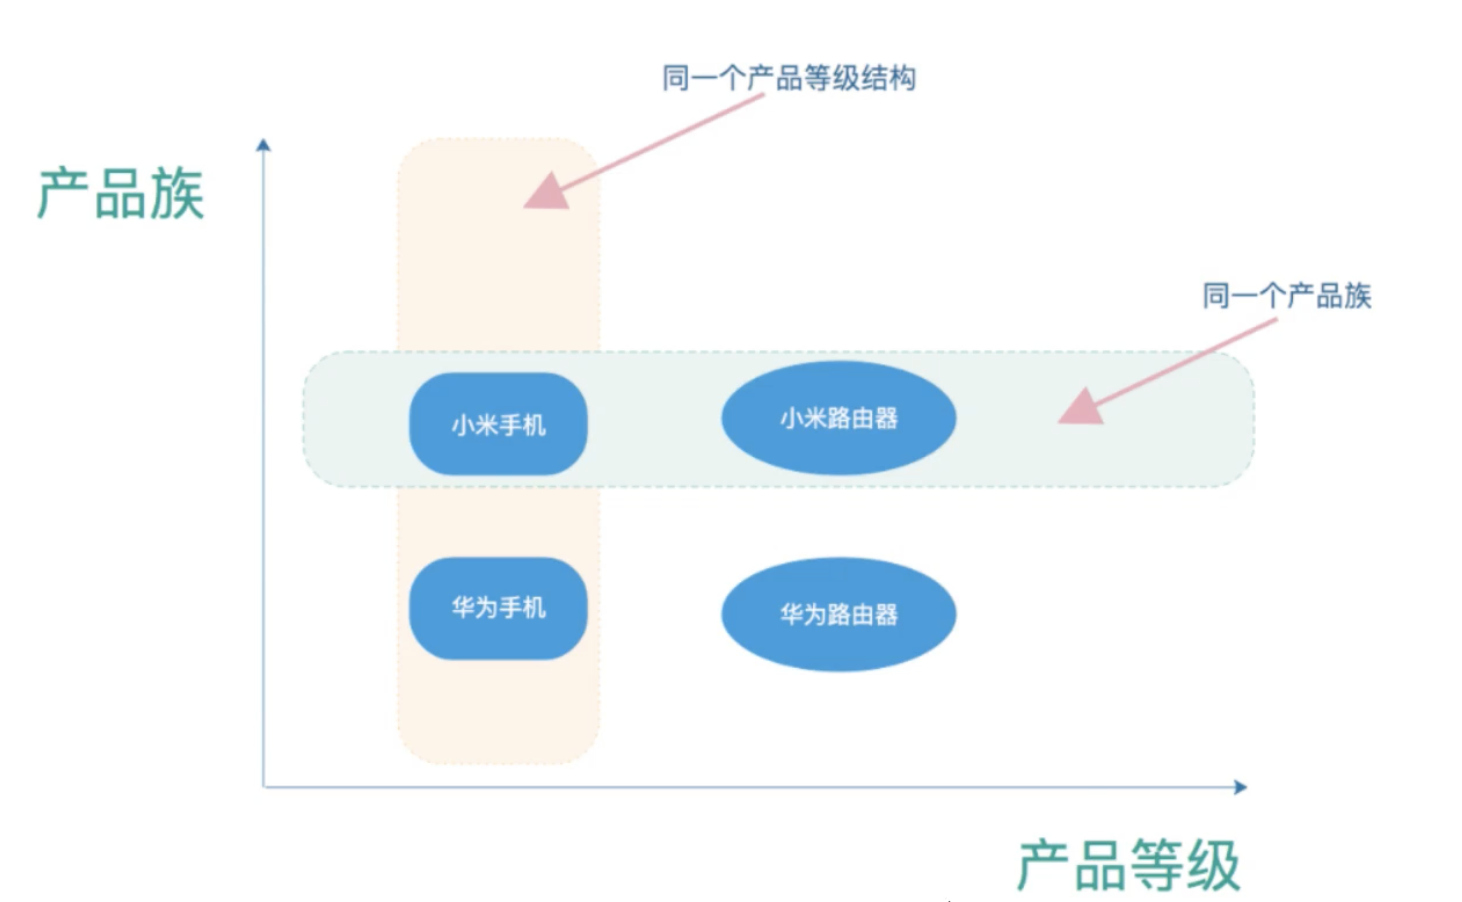 同一个产品等级结构
产品族
同一个产品族
小米手机
小米路由器
华为手机
华为路由器
产品等级